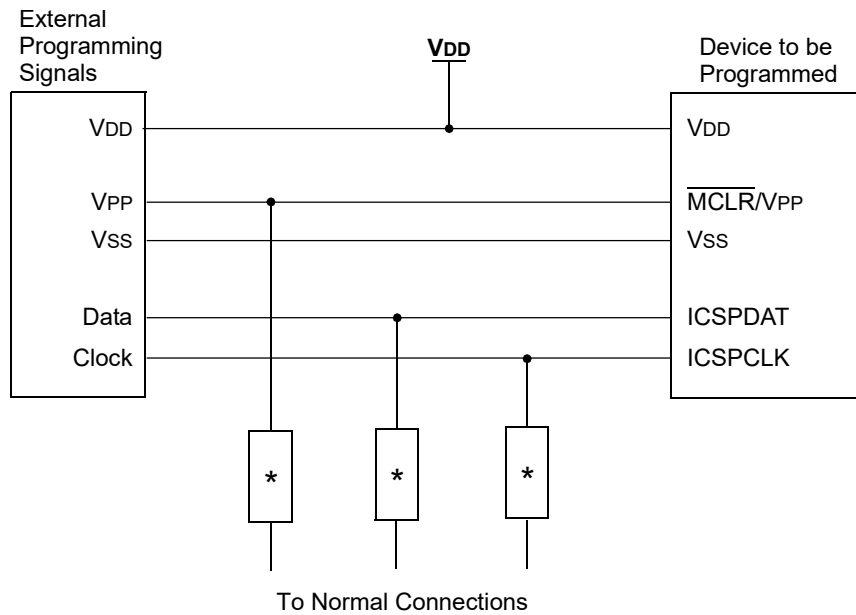 External
Programming
Signals
VDD
Device to be
Programmed
VDD
VDD
VPP
MCLR/VPP
VSS
VSS
Data
ICSPDAT
Clock
ICSPCLK
*
*
*
To Normal Connections